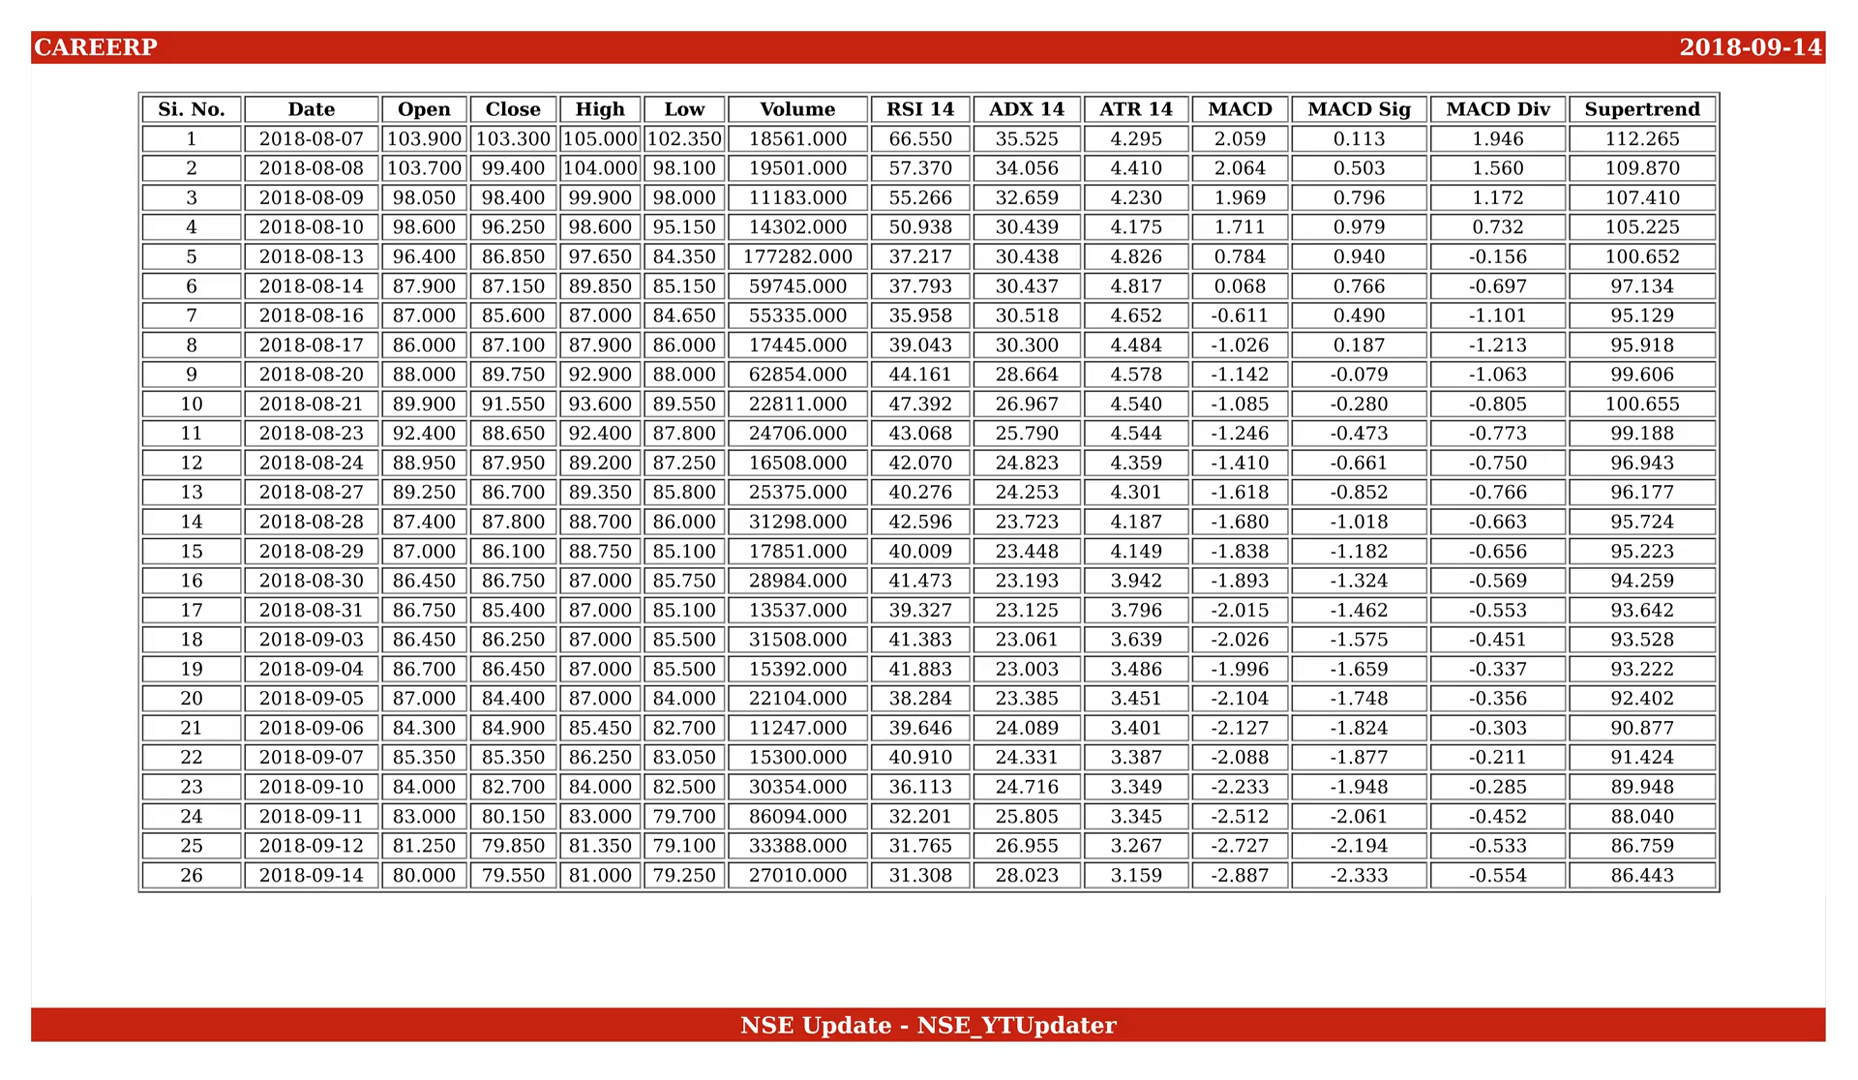 CAREERP 2018-09-14
Si. No. Date Open Close High Low Volume RSI 14 ADX 14 ATR 14 MACD MACD Sig MACD Div Supertrend
1 2018-08-07 103.900 103.300 105.000 102.350 18561.000 66.550 35.525 4.295 2.059 0.113 1.946 112.265
2 2018-08-08 103.700 99.400 104.000 98.100 19501.000 57.370 34.056 4.410 2.064 0.503 1.560 109.870
3 2018-08-09 98.050 98.400 99.900 98.000 11183.000 55.266 32.659 4.230 1.969 0.796 1.172 107.410
4 2018-08-10 98.600 96.250 98.600 95.150 14302.000 50.938 30.439 4.175 1.711 0.979 0.732 105.225
5 2018-08-13 96.400 86.850 97.650 84.350 177282.000 37.217 30.438 4.826 0.784 0.940 -0.156 100.652
6 2018-08-14 87.900 87.150 89.850 85.150 59745.000 37.793 30.437 4.817 0.068 0.766 -0.697 97.134
7 2018-08-16 87.000 85.600 87.000 84.650 55335.000 35.958 30.518 4.652 -0.611 0.490 -1.101 95.129
8 2018-08-17 86.000 87.100 87.900 86.000 17445.000 39.043 30.300 4.484 -1.026 0.187 -1.213 95.918
9 2018-08-20 88.000 89.750 92.900 88.000 62854.000 44.161 28.664 4.578 -1.142 -0.079 -1.063 99.606
10 2018-08-21 89.900 91.550 93.600 89.550 22811.000 47.392 26.967 4.540 -1.085 -0.280 -0.805 100.655
11 2018-08-23 92.400 88.650 92.400 87.800 24706.000 43.068 25.790 4.544 -1.246 -0.473 -0.773 99.188
12 2018-08-24 88.950 87.950 89.200 87.250 16508.000 42.070 24.823 4.359 -1.410 -0.661 -0.750 96.943
13 2018-08-27 89.250 86.700 89.350 85.800 25375.000 40.276 24.253 4.301 -1.618 -0.852 -0.766 96.177
14 2018-08-28 87.400 87.800 88.700 86.000 31298.000 42.596 23.723 4.187 -1.680 -1.018 -0.663 95.724
15 2018-08-29 87.000 86.100 88.750 85.100 17851.000 40.009 23.448 4.149 -1.838 -1.182 -0.656 95.223
16 2018-08-30 86.450 86.750 87.000 85.750 28984.000 41.473 23.193 3.942 -1.893 -1.324 -0.569 94.259
17 2018-08-31 86.750 85.400 87.000 85.100 13537.000 39.327 23.125 3.796 -2.015 -1.462 -0.553 93.642
18 2018-09-03 86.450 86.250 87.000 85.500 31508.000 41.383 23.061 3.639 -2.026 -1.575 -0.451 93.528
19 2018-09-04 86.700 86.450 87.000 85.500 15392.000 41.883 23.003 3.486 -1.996 -1.659 -0.337 93.222
20 2018-09-05 87.000 84.400 87.000 84.000 22104.000 38.284 23.385 3.451 -2.104 -1.748 -0.356 92.402
21 2018-09-06 84.300 84.900 85.450 82.700 11247.000 39.646 24.089 3.401 -2.127 -1.824 -0.303 90.877
22 2018-09-07 85.350 85.350 86.250 83.050 15300.000 40.910 24.331 3.387 -2.088 -1.877 -0.211 91.424
23 2018-09-10 84.000 82.700 84.000 82.500 30354.000 36.113 24.716 3.349 -2.233 -1.948 -0.285 89.948
24 2018-09-11 83.000 80.150 83.000 79.700 86094.000 32.201 25.805 3.345 -2.512 -2.061 -0.452 88.040
25 2018-09-12 81.250 79.850 81.350 79.100 33388.000 31.765 26.955 3.267 -2.727 -2.194 -0.533 86.759
26 2018-09-14 80.000 79.550 81.000 79.250 27010.000 31.308 28.023 3.159 -2.887 -2.333 -0.554 86.443
NSE Update - NSE_YTUpdater